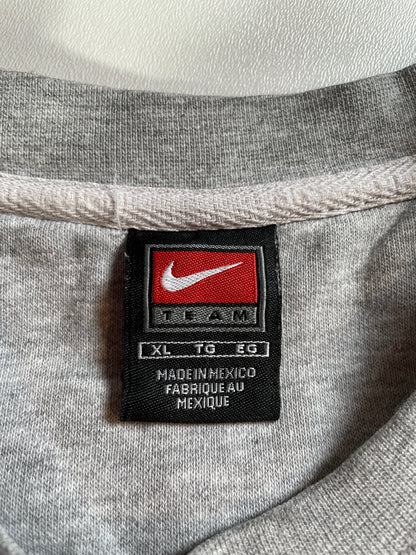 TEAM
XL TG EG
MADE IN MEXICO
FABRIQUE AU
MEXIQUE